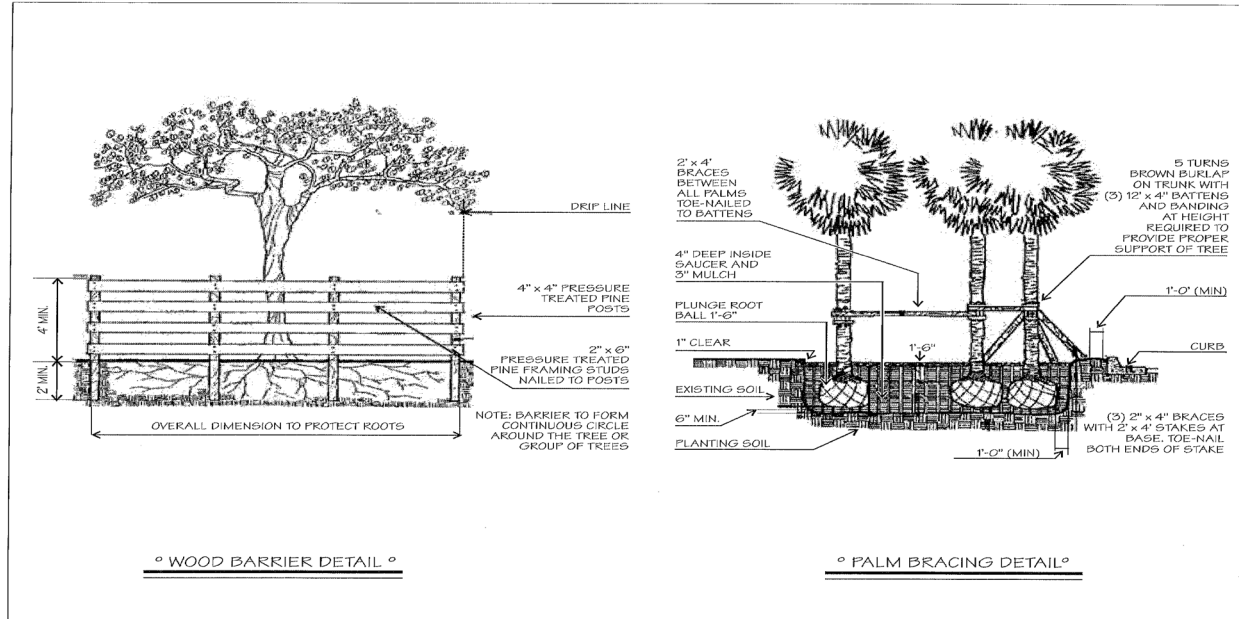 DRIP LINE
4" x 4" PRESSURE
TREATED PINE
POSTS
2" x 6"
PRESSURE TREATED
PINE FRAMING STUDS
NAILED TO POSTS
4' MIN.
2' MIN.
OVERALL DIMENSION TO PROTECT ROOTS
NOTE: BARRIER TO FORM
CONTINUOUS CIRCLE
AROUND THE TREE OR
GROUP OF TREES
° WOOD BARRIER DETAIL °
2' x 4'
BRACES
BETWEEN
ALL PALMS
TOE-NAILED
TO BATTENS
4" DEEP INSIDE
SAUCER AND
3" MULCH
PLUNGE ROOT
BALL 1'-6"
1" CLEAR
EXISTING SOIL
6" MIN.
PLANTING SOIL
1'-6"
5 TURNS
BROWN BURLAP
ON TRUNK WITH
(3) 12' x 4" BATTENS
AND BANDING
AT HEIGHT
REQUIRED TO
PROVIDE PROPER
SUPPORT OF TREE
1'-0' (MIN)
CURB
(3) 2" x 4" BRACES
WITH 2' x 4' STAKES AT
BASE. TOE-NAIL
BOTH ENDS OF STAKE
1'-0" (MIN)
° PALM BRACING DETAIL°